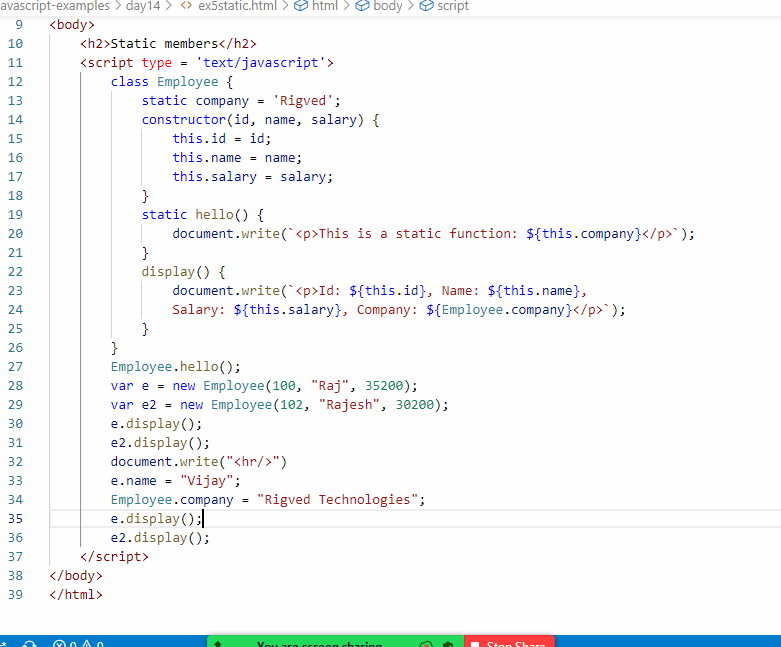 avascript-examples > day14 > <> ex5static.html > html > body > script
9 <body>
10 <h2>Static members</h2>
11 <script type = 'text/javascript'>
12 class Employee {
13 static company = 'Rigved';
14 constructor(id, name, salary) {
15 this.id = id;
16 this.name = name;
17 this.salary = salary;
18 }
19 static hello() {
20 document.write(`<p>This is a static function: ${this.company}</p>`);
21 }
22 display() {
23 document.write(`<p>Id: ${this.id}, Name: ${this.name},
24 Salary: ${this.salary}, Company: ${Employee.company}</p>`);
25 }
26 }
27 Employee.hello();
28 var e = new Employee(100, "Raj", 35200);
29 var e2 = new Employee(102, "Rajesh", 30200);
30 e.display();
31 e2.display();
32 document.write("<hr/>")
33 e.name = "Vijay";
34 Employee.company = "Rigved Technologies";
35 e.display();
36 e2.display();
37 </script>
38 </body>
39 </html>
0 0 You are screen sharing Stop Share